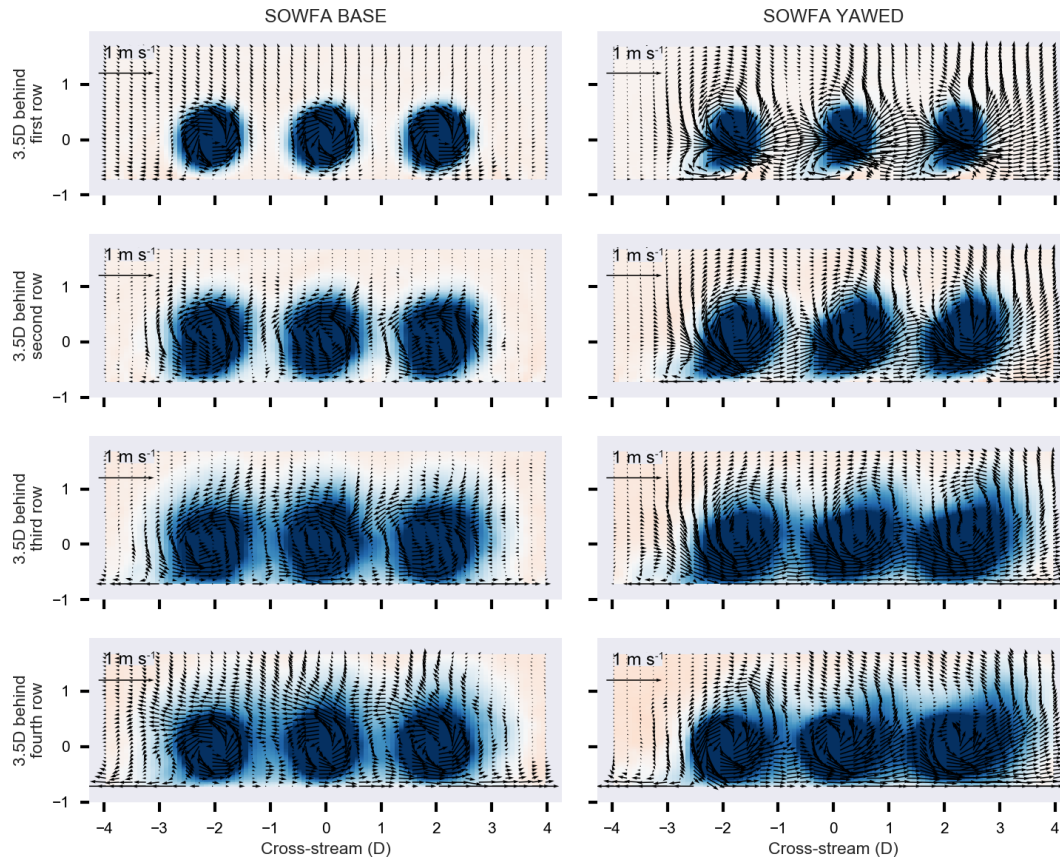 SOWFA BASE
SOWFA YAWED
3.5D behind
first row
1 m s⁻¹
1
0
−1
1 m s⁻¹
3.5D behind
second row
1 m s⁻¹
1
0
−1
1 m s⁻¹
3.5D behind
third row
1 m s⁻¹
1
0
−1
1 m s⁻¹
3.5D behind
fourth row
1 m s⁻¹
1
0
−1
1 m s⁻¹
−4 −3 −2 −1 0 1 2 3 4
−4 −3 −2 −1 0 1 2 3 4
Cross-stream (D)
Cross-stream (D)